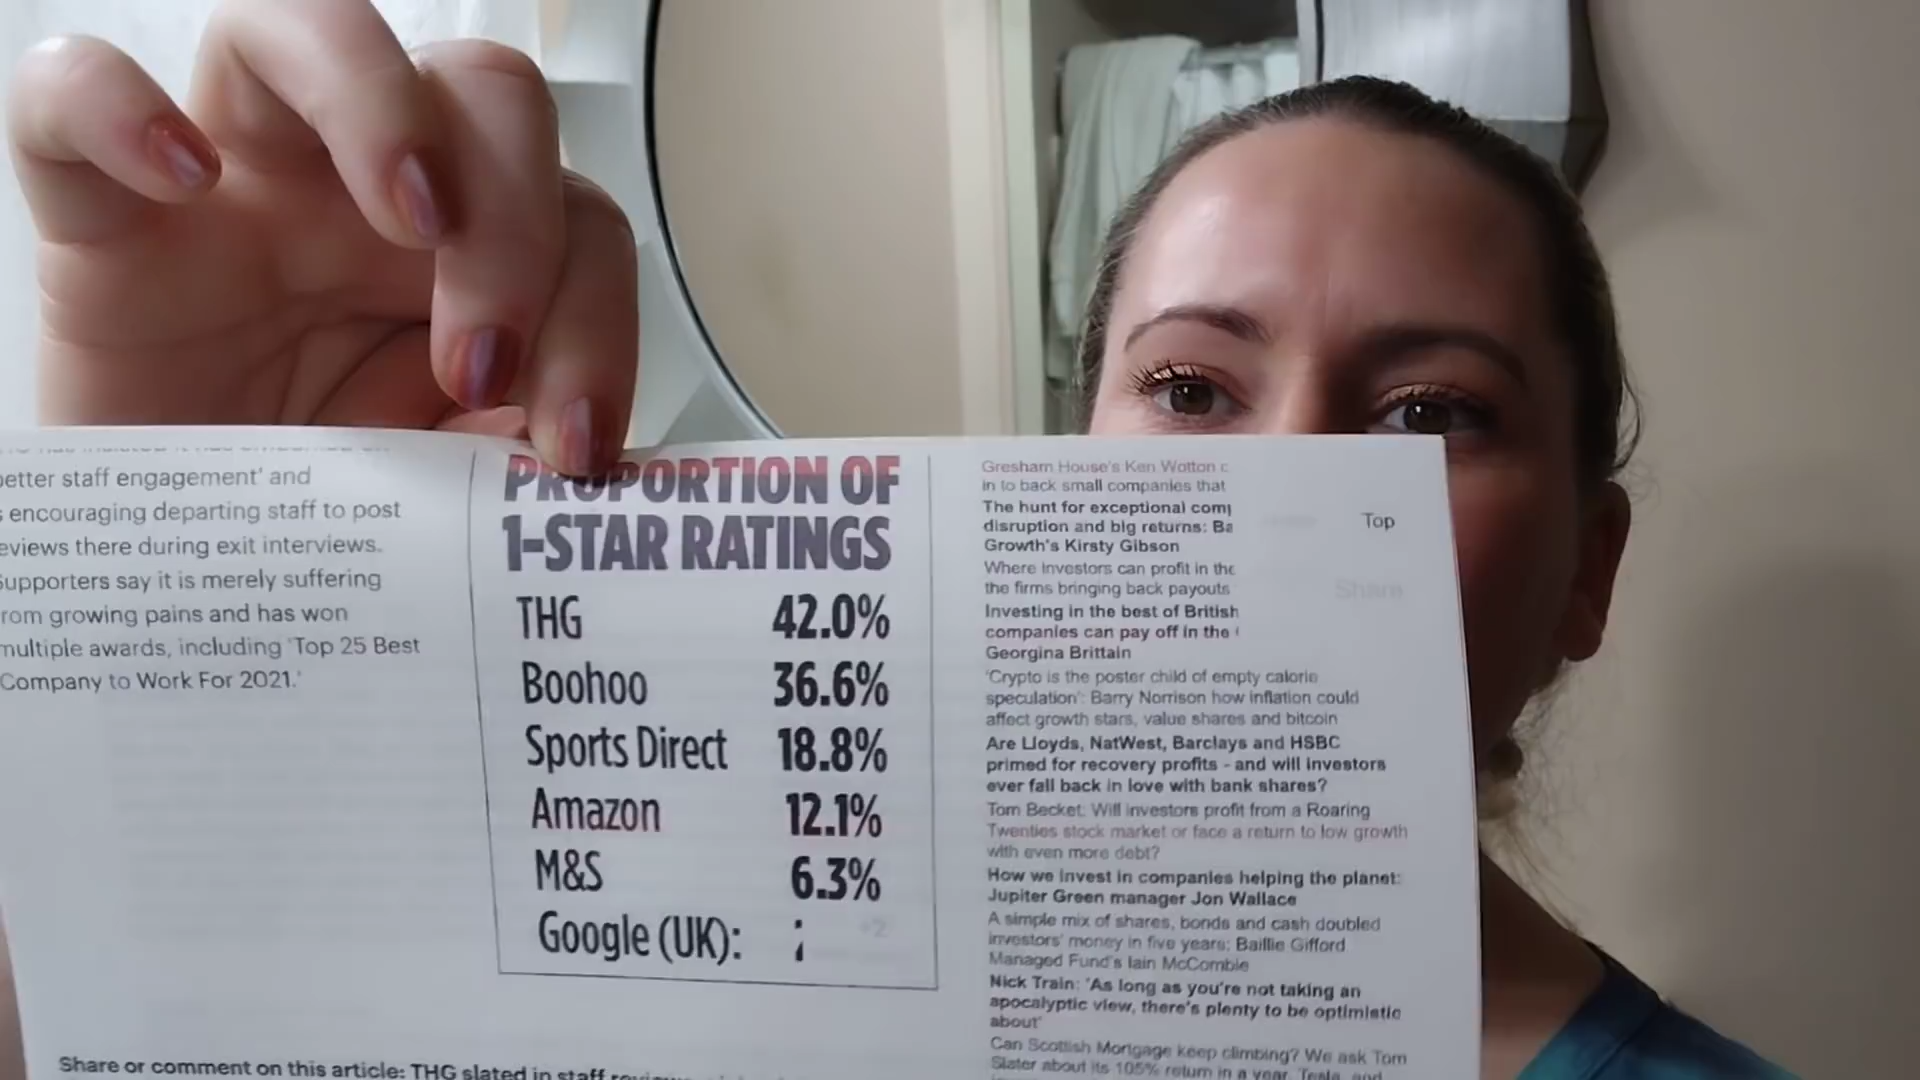 better staff engagement' and
encouraging departing staff to post
reviews there during exit interviews.
Supporters say it is merely suffering
from growing pains and has won
multiple awards, including 'Top 25 Best
Company to Work For 2021.'
PROPORTION OF
1-STAR RATINGS
THG 42.0%
Boohoo 36.6%
Sports Direct 18.8%
Amazon 12.1%
M&S 6.3%
Google (UK):
+2
Gresham House's Ken Wotton
in to back small companies that
The hunt for exceptional
disruption and big returns:
Growth's Kirsty Gibson
Where investors can profit in the
the firms bringing back payouts
Investing in the best of British
companies can pay off in the
Georgina Brittain
'Crypto is the poster child of empty calorie
speculation': Barry Norrison how inflation could
affect growth stars, value shares and bitcoin
Are Lloyds, NatWest, Barclays and HSBC
primed for recovery profits - and will investors
ever fall back in love with bank shares?
Tom Becket: Will investors profit from a Roaring
Twenties stock market or face a return to low growth
with even more debt?
How we invest in companies helping the planet:
Jupiter Green manager Jon Wallace
A simple mix of shares, bonds and cash doubled
investors' money in five years: Baillie Gifford
Managed Fund's Iain McCombie
Nick Train: 'As long as you're not taking an
apocalyptic view, there's plenty to be optimistic
about'
Can Scottish Mortgage keep climbing? We ask Tom
Slater about its 105% return in a year, Tesla, and
Top
Share
Share or comment on this article: THG slated in staff